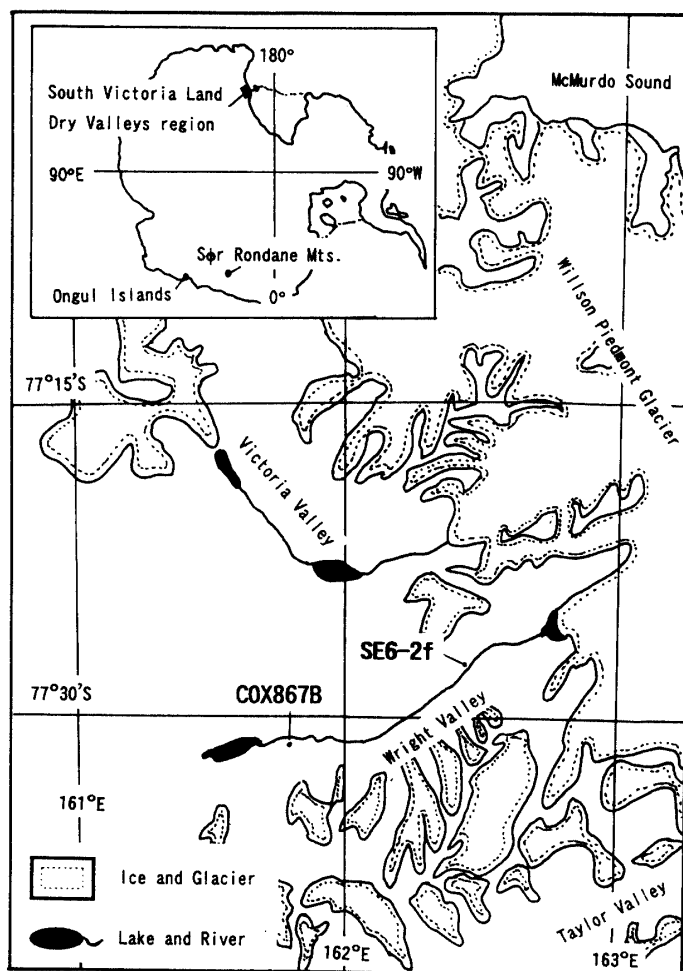 180°
McMurdo Sound
South Victoria Land
Dry Valleys region
90°E
90°W
Sør Rondane Mts.
Ongul Islands
0°
Willson Piedmont Glacier
77°15'S
Victoria Valley
SE6-2f
77°30'S
COX867B
Wright Valley
161°E
Ice and Glacier
Taylor Valley
Lake and River
162°E
163°E